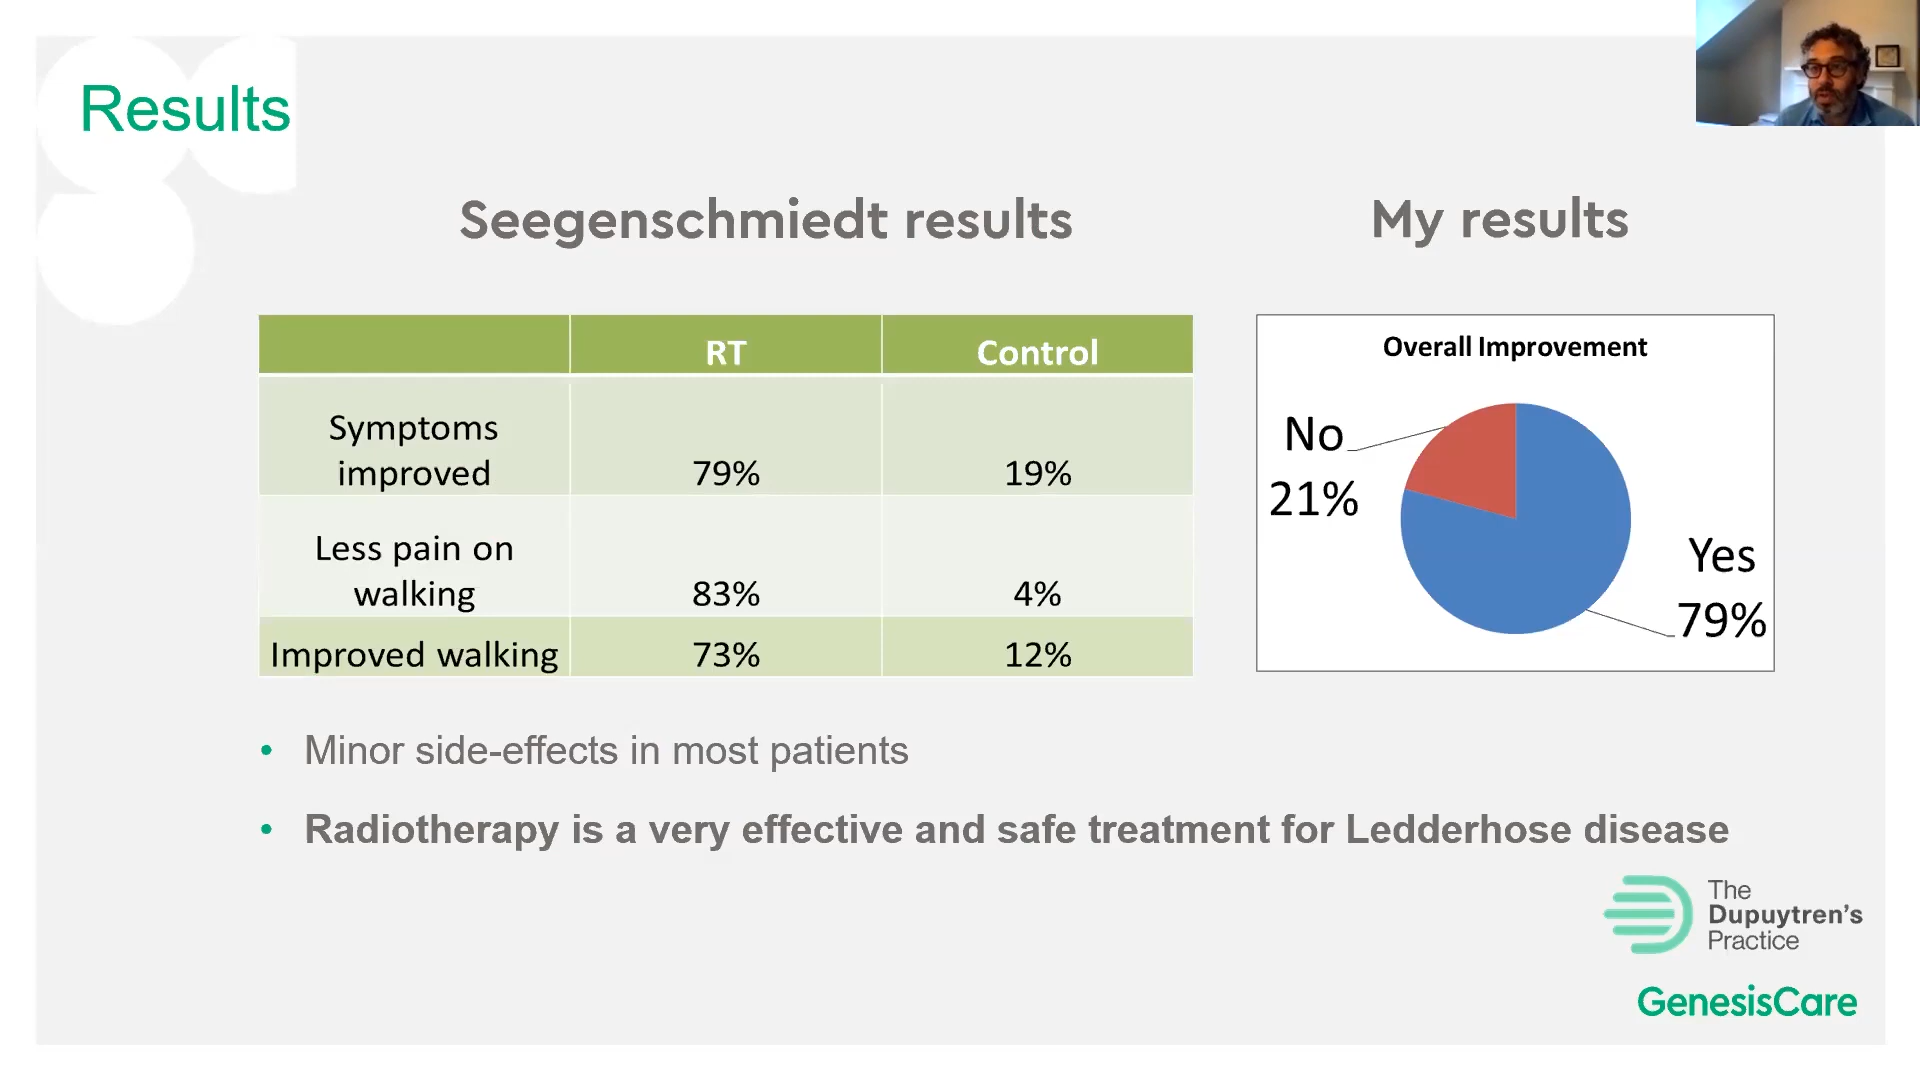 Results
Seegenschmiedt results
My results
RT Control
Symptoms
improved 79% 19%
Less pain on
walking 83% 4%
Improved walking 73% 12%
Overall Improvement
No
21%
Yes
79%
• Minor side-effects in most patients
• Radiotherapy is a very effective and safe treatment for Ledderhose disease
The
Dupuytren's
Practice
GenesisCare